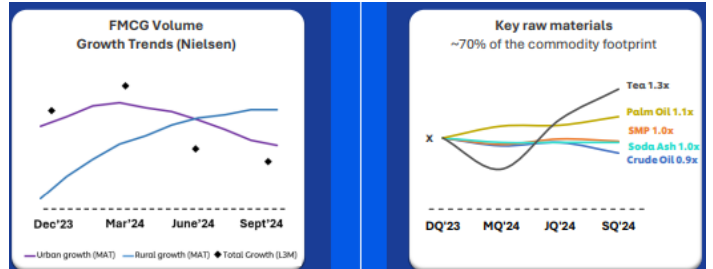 FMCG Volume
Growth Trends (Nielsen)
Dec'23 Mar'24 June'24 Sept'24
Urban growth (MAT) Rural growth (MAT) Total Growth (L3M)
Key raw materials
~70% of the commodity footprint
Tea 1.3x
Palm Oil 1.1x
X
SMP 1.0x
Soda Ash 1.0x
Crude Oil 0.9x
DQ'23 MQ'24 JQ'24 SQ'24